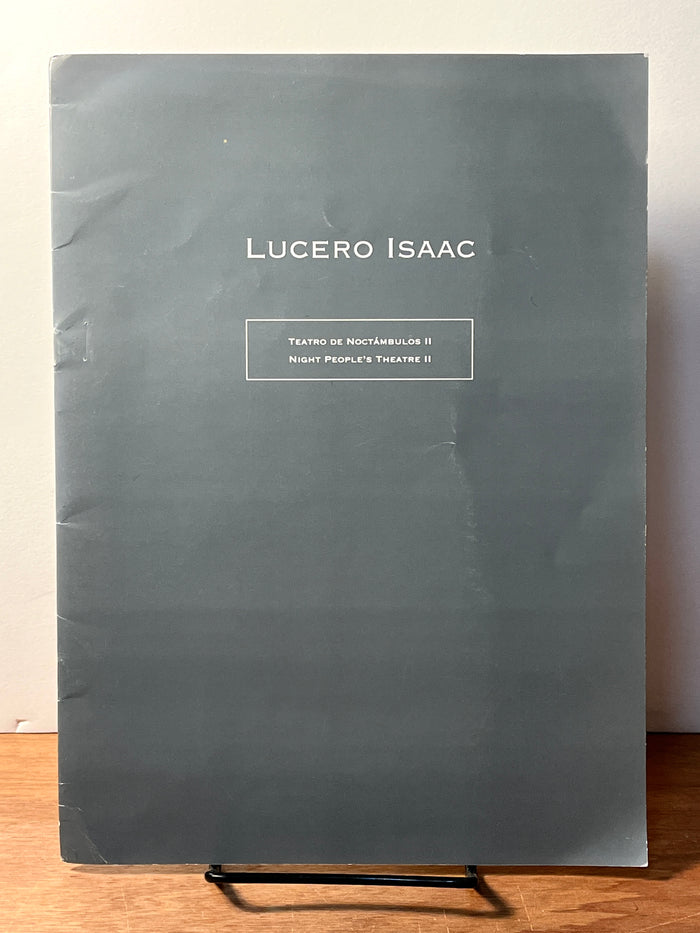 LUCERO ISAAC
TEATRO DE NOCTÁMBULOS II
NIGHT PEOPLE'S THEATRE II